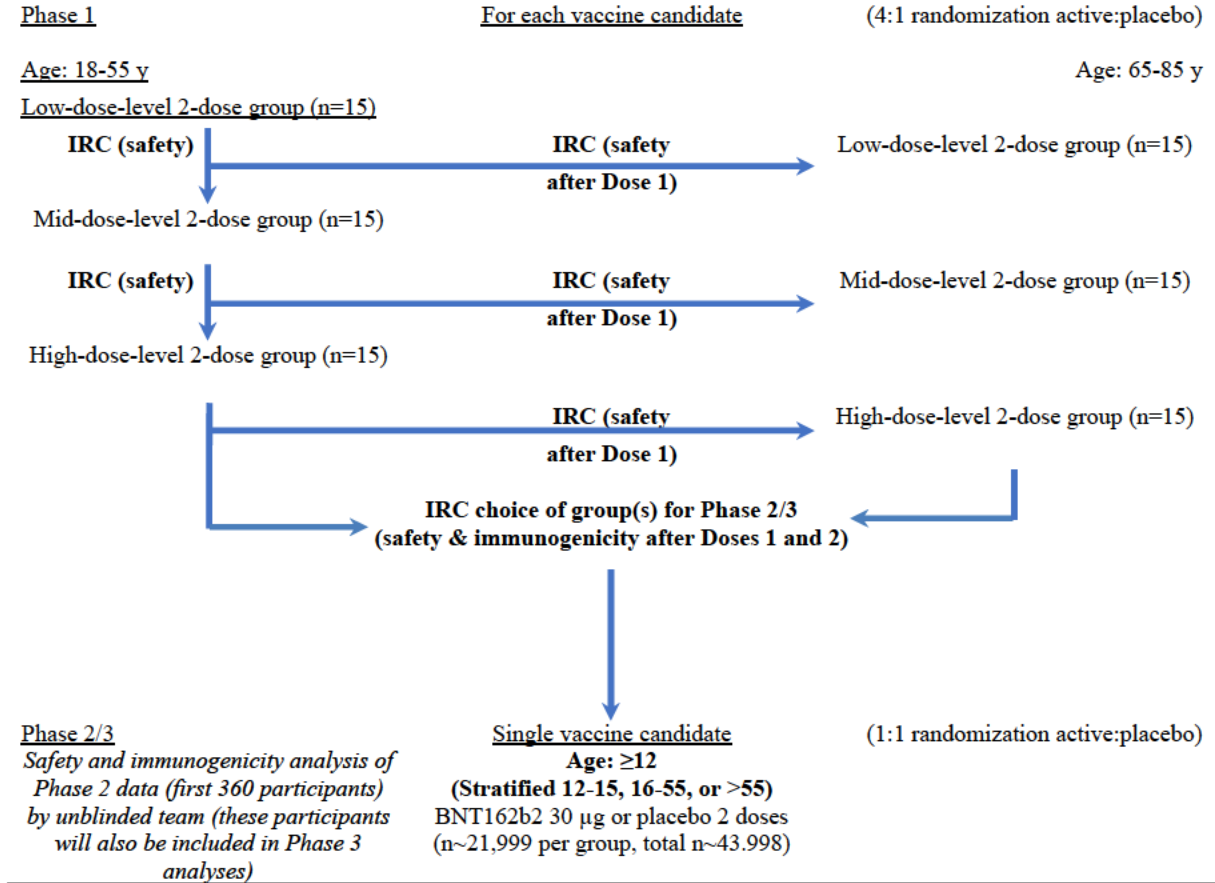 Phase 1
For each vaccine candidate
(4:1 randomization active:placebo)
Age: 18-55 y
Age: 65-85 y
Low-dose-level 2-dose group (n=15)
IRC (safety)
IRC (safety
after Dose 1)
Low-dose-level 2-dose group (n=15)
Mid-dose-level 2-dose group (n=15)
IRC (safety)
IRC (safety
after Dose 1)
Mid-dose-level 2-dose group (n=15)
High-dose-level 2-dose group (n=15)
IRC (safety
after Dose 1)
High-dose-level 2-dose group (n=15)
IRC choice of group(s) for Phase 2/3
(safety & immunogenicity after Doses 1 and 2)
Phase 2/3
Safety and immunogenicity analysis of
Phase 2 data (first 360 participants)
by unblinded team (these participants
will also be included in Phase 3
analyses)
Single vaccine candidate
Age: ≥12
(Stratified 12-15, 16-55, or >55)
BNT162b2 30 µg or placebo 2 doses
(n~21,999 per group, total n~43.998)
(1:1 randomization active:placebo)